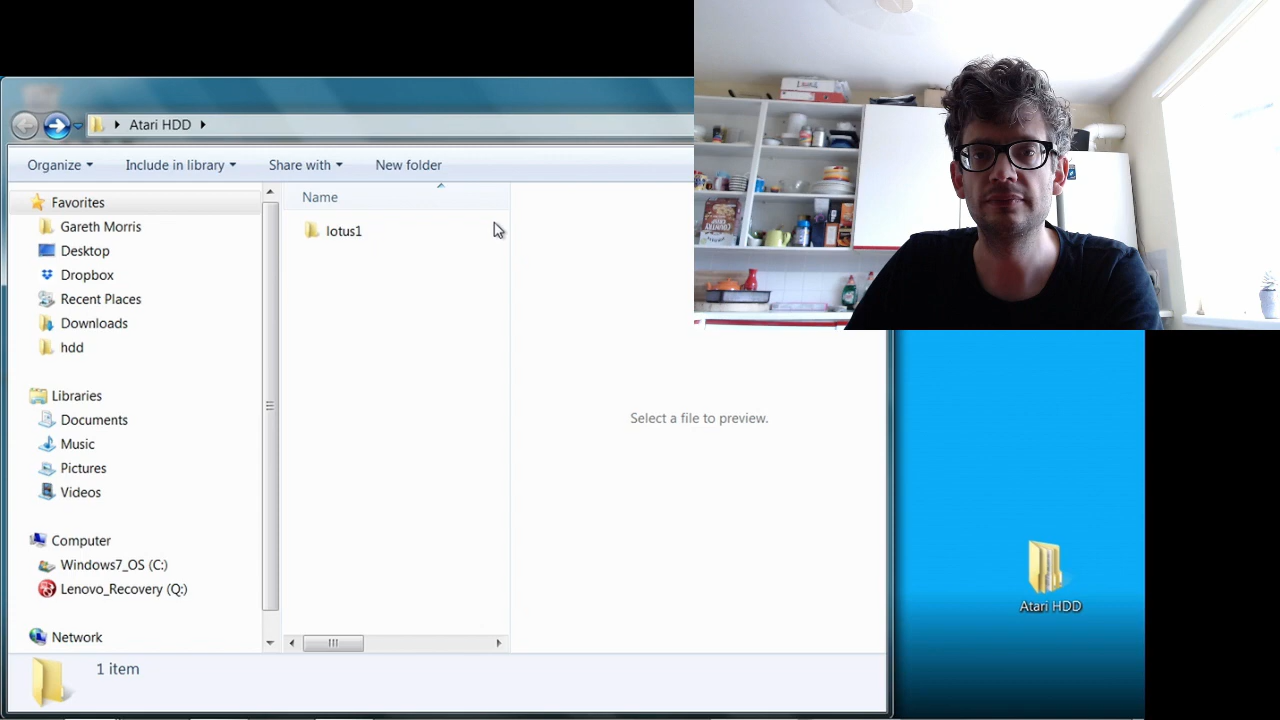 Atari HDD
Organize
Include in library
Share with
New folder
Favorites
Gareth Morris
Desktop
Dropbox
Recent Places
Downloads
hdd
Libraries
Documents
Music
Pictures
Videos
Computer
Windows7_OS (C:)
Lenovo_Recovery (Q:)
Network
Name
lotus1
Select a file to preview.
1 item
Atari HDD